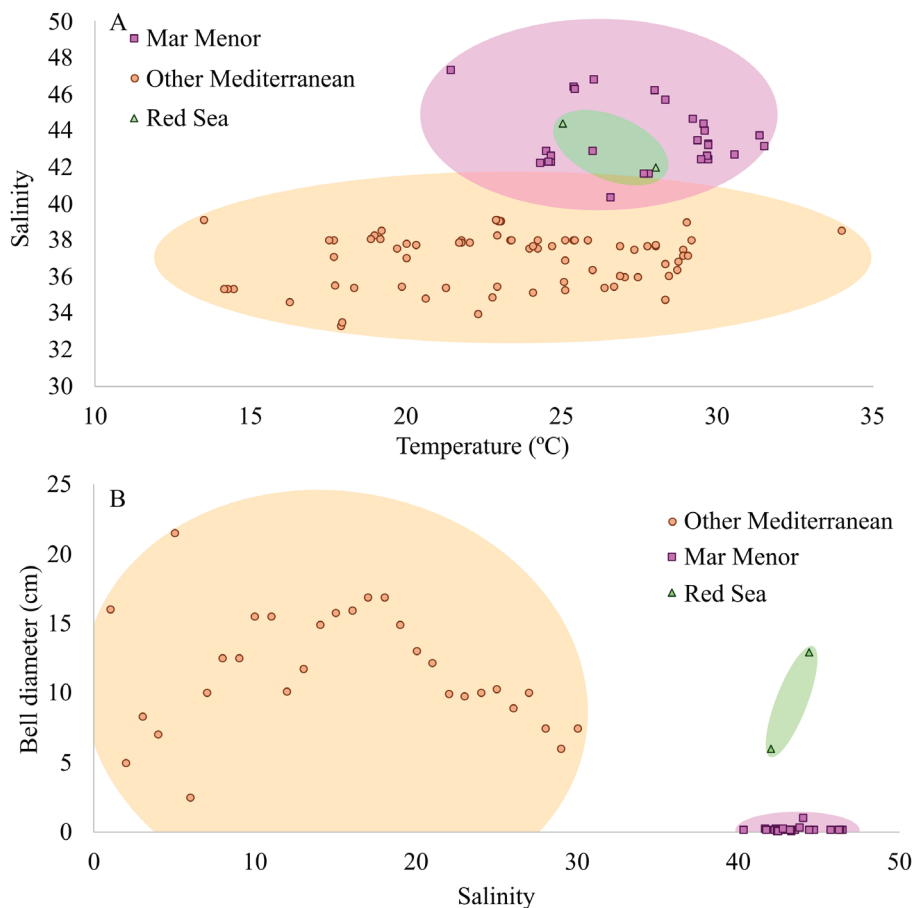 A
Mar Menor
Other Mediterranean
Red Sea
Salinity
50
48
46
44
42
40
38
36
34
32
30
10 15 20 25 30 35
Temperature (ºC)
B
Other Mediterranean
Mar Menor
Red Sea
Bell diameter (cm)
25
20
15
10
5
0
0 10 20 30 40 50
Salinity